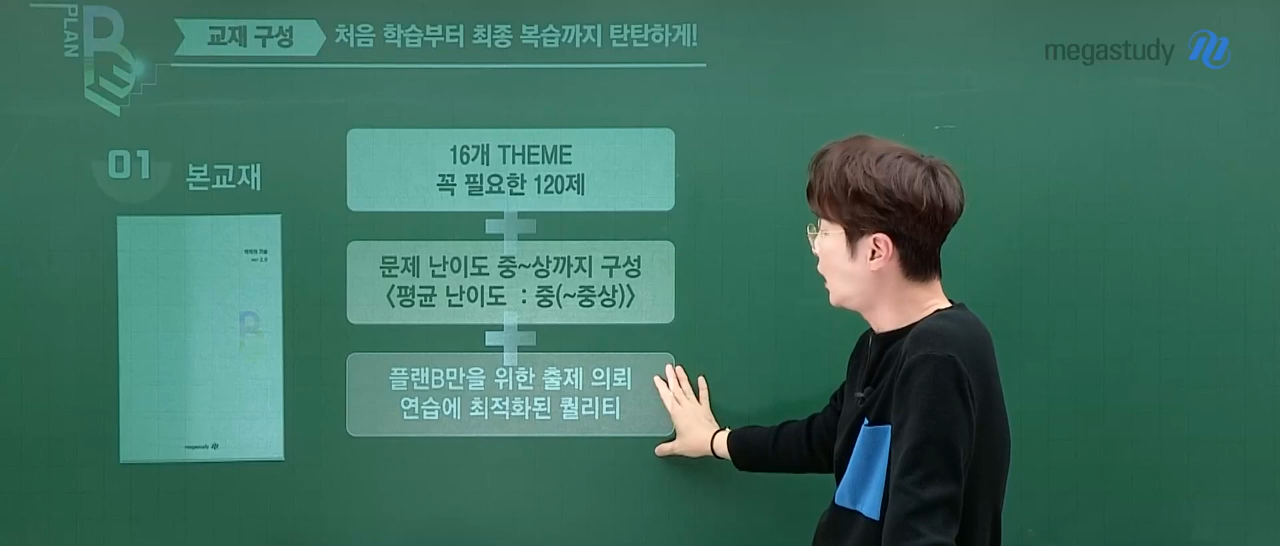 PLAN
B
교재 구성
처음 학습부터 최종 복습까지 탄탄하게!
megastudy
01
본교재
16개 THEME
꼭 필요한 120제
문제 난이도 중~상까지 구성
〈평균 난이도 : 중(~중상)〉
플랜B만을 위한 출제 의뢰
연습에 최적화된 퀄리티
ver 2.0
B
megastudy